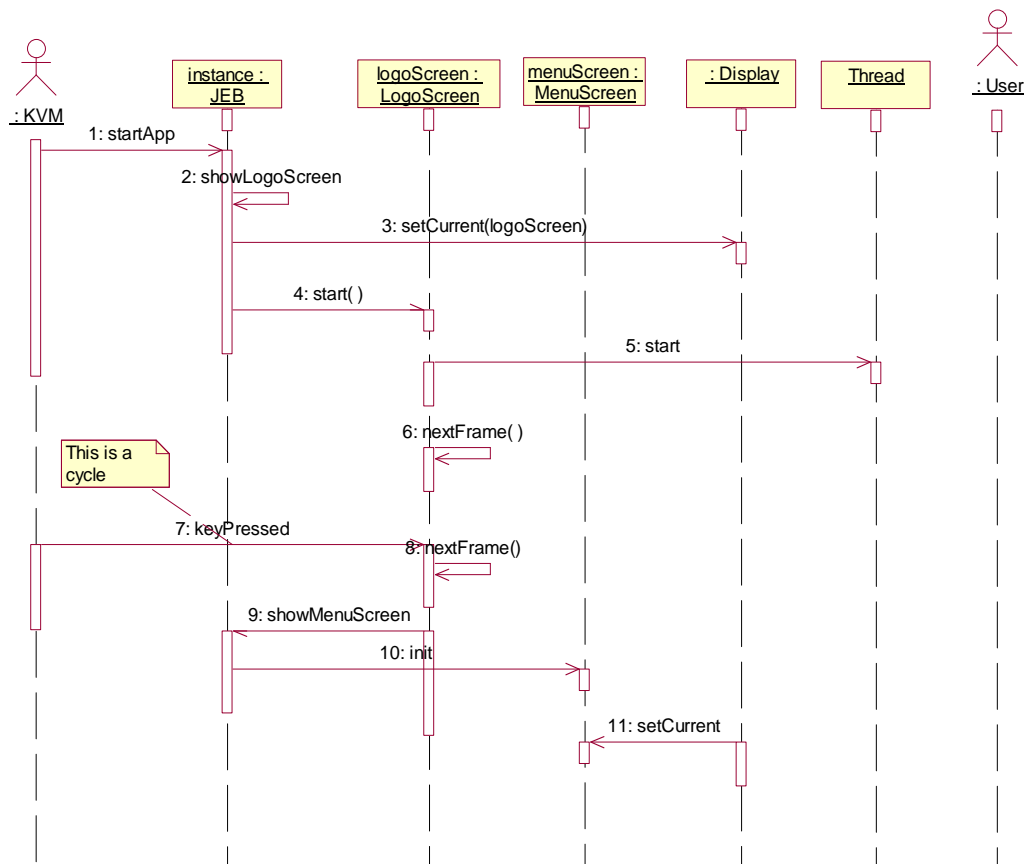 : KVM
instance :
JEB
logoScreen :
LogoScreen
menuScreen :
MenuScreen
: Display
Thread
: User
1: startApp
2: showLogoScreen
3: setCurrent(logoScreen)
4: start( )
5: start
6: nextFrame( )
This is a
cycle
7: keyPressed
8: nextFrame()
9: showMenuScreen
10: init
11: setCurrent